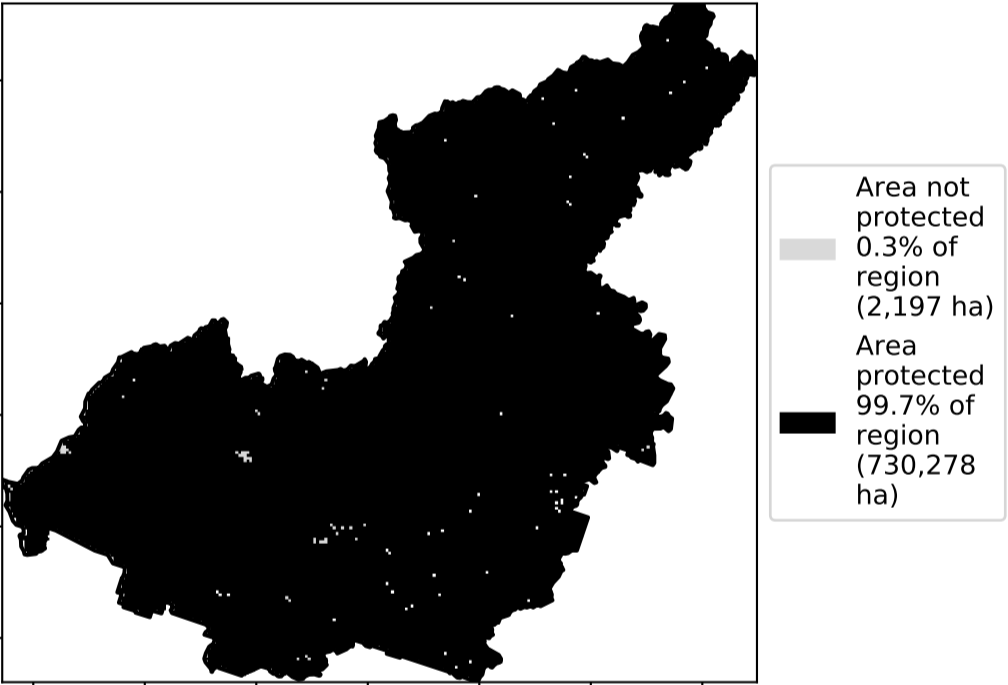 Area not
protected
0.3% of
region
(2,197 ha)
Area
protected
99.7% of
region
(730,278
ha)